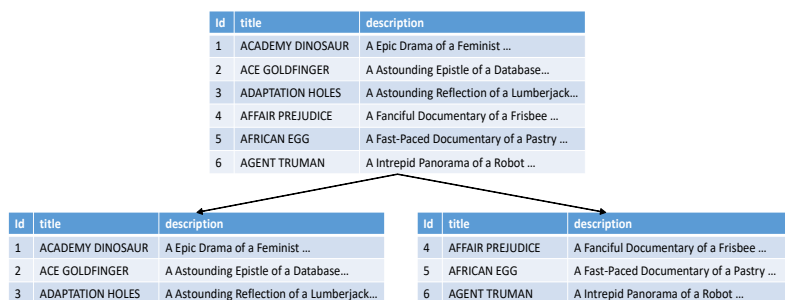 Id title description
1 ACADEMY DINOSAUR A Epic Drama of a Feminist ...
2 ACE GOLDFINGER A Astounding Epistle of a Database...
3 ADAPTATION HOLES A Astounding Reflection of a Lumberjack...
4 AFFAIR PREJUDICE A Fanciful Documentary of a Frisbee ...
5 AFRICAN EGG A Fast-Paced Documentary of a Pastry ...
6 AGENT TRUMAN A Intrepid Panorama of a Robot ...
Id title description
1 ACADEMY DINOSAUR A Epic Drama of a Feminist ...
2 ACE GOLDFINGER A Astounding Epistle of a Database...
3 ADAPTATION HOLES A Astounding Reflection of a Lumberjack...
Id title description
4 AFFAIR PREJUDICE A Fanciful Documentary of a Frisbee ...
5 AFRICAN EGG A Fast-Paced Documentary of a Pastry ...
6 AGENT TRUMAN A Intrepid Panorama of a Robot ...